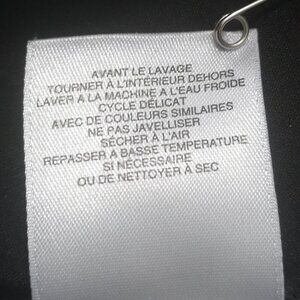 AVANT LE LAVAGE
TOURNER À L'INTÉRIEUR DEHORS
LAVER À LA MACHINE A L'EAU FROIDE
CYCLE DÉLICAT
AVEC DE COULEURS SIMILAIRES
NE PAS JAVELLISER
SÉCHER À L'AIR
REPASSER À BASSE TEMPERATURE
SI NÉCESSAIRE
OU DE NETTOYER À SEC